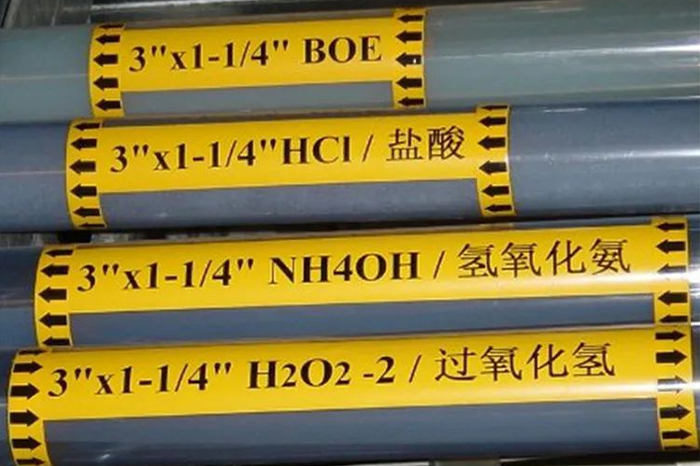 3"x1-1/4" BOE
3"x1-1/4"HCl / 盐酸
3"x1-1/4" NH4OH / 氢氧化氨
3"x1-1/4" H2O2 -2 / 过氧化氢